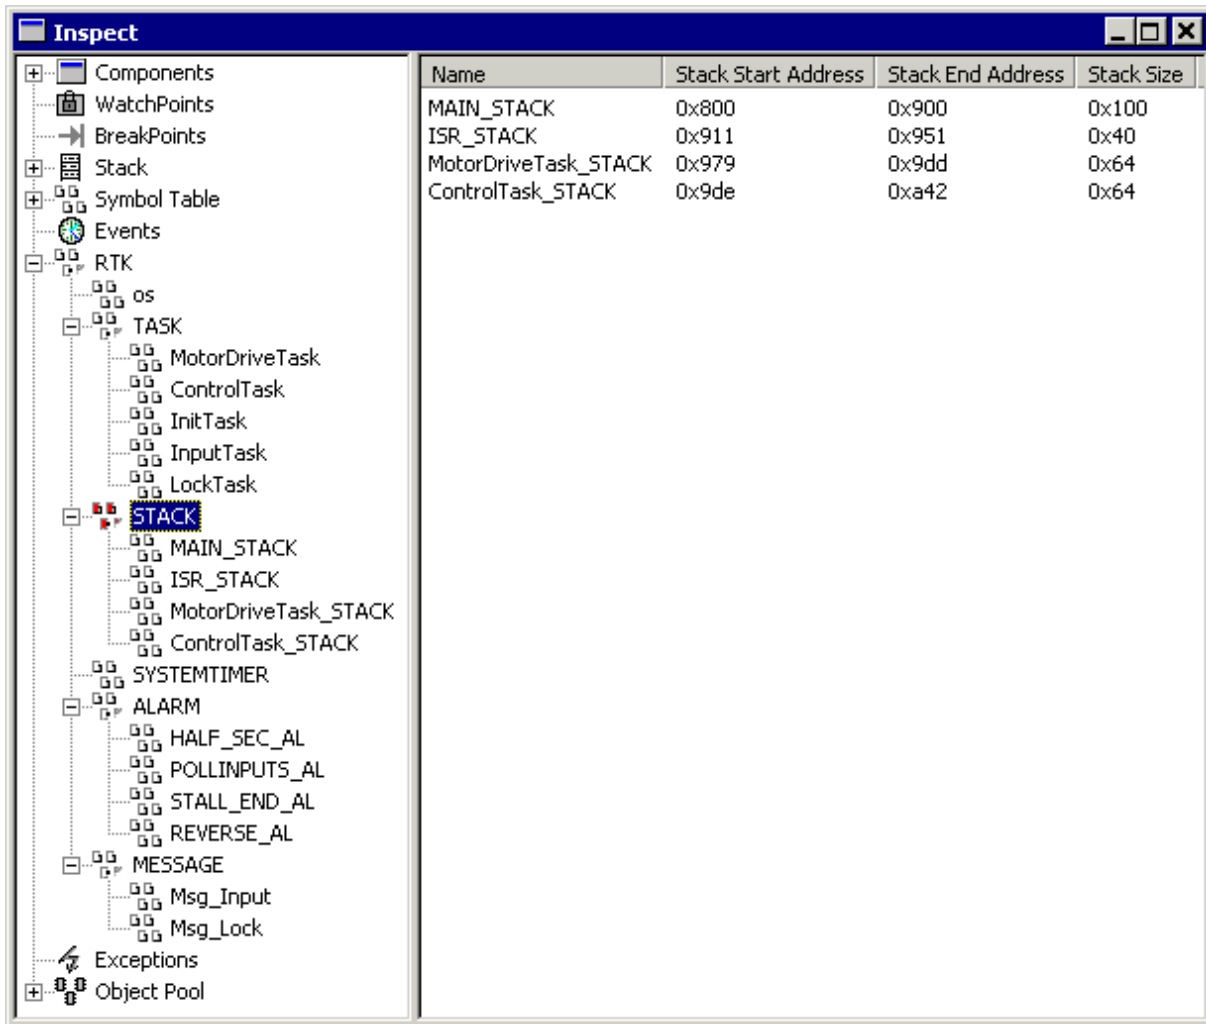 Inspect
Components
WatchPoints
BreakPoints
Stack
Symbol Table
Events
RTK
os
TASK
MotorDriveTask
ControlTask
InitTask
InputTask
LockTask
STACK
MAIN_STACK
ISR_STACK
MotorDriveTask_STACK
ControlTask_STACK
SYSTEMTIMER
ALARM
HALF_SEC_AL
POLLINPUTS_AL
STALL_END_AL
REVERSE_AL
MESSAGE
Msg_Input
Msg_Lock
Exceptions
Object Pool
Name Stack Start Address Stack End Address Stack Size
MAIN_STACK 0x800 0x900 0x100
ISR_STACK 0x911 0x951 0x40
MotorDriveTask_STACK 0x979 0x9dd 0x64
ControlTask_STACK 0x9de 0xa42 0x64